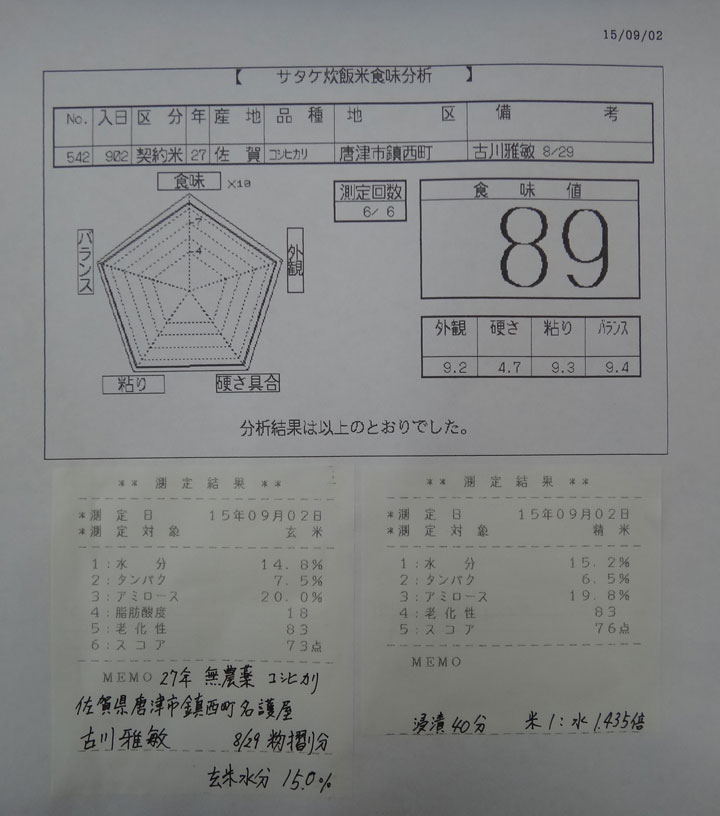 15/09/02
【 サタケ炊飯米食味分析 】
No. 入日 区分 年 産地 品種 地区 備考
542 902 契約米 27 佐賀 コシヒカリ 唐津市鎮西町 古川雅敏 8/29
食味 ×10
7
4
バランス
外観
粘り
硬さ具合
測定回数
6/ 6
食味値
89
外観 硬さ 粘り バランス
9.2 4.7 9.3 9.4
分析結果は以上のとおりでした。
** 測定結果 **
*測定日 15年09月02日
*測定対象 玄米
1:水分 14.8%
2:タンパク 7.5%
3:アミロース 20.0%
4:脂肪酸度 18
5:老化性 83
6:スコア 73点
MEMO 27年 無農薬 コシヒカリ
佐賀県唐津市鎮西町名護屋
古川雅敏 8/29 籾摺分
玄米水分 15.0%
** 測定結果 **
*測定日 15年09月02日
*測定対象 精米
1:水分 15.2%
2:タンパク 6.5%
3:アミロース 19.8%
4:老化性 83
5:スコア 76点
MEMO
浸漬40分 米1:水1.435倍